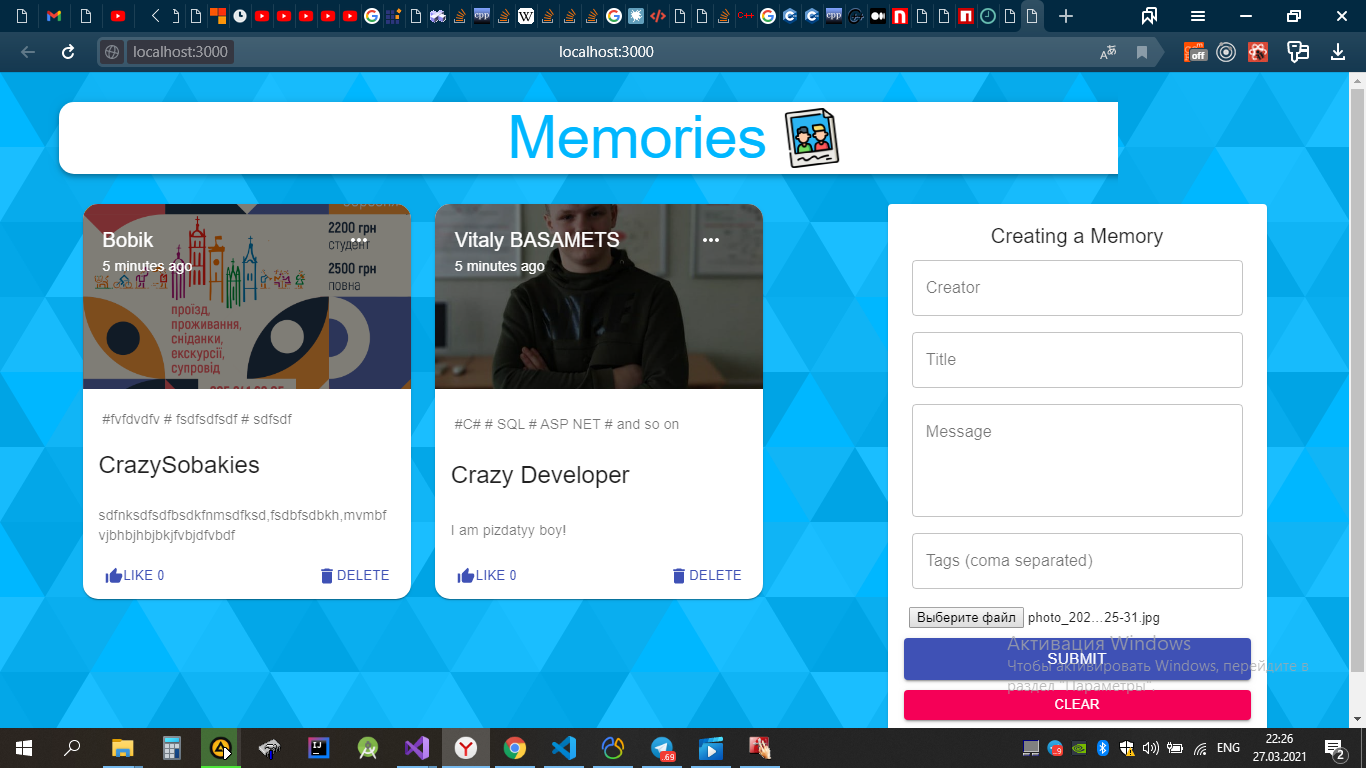 localhost:3000
localhost:3000
off
Memories
Bobik
5 minutes ago
2200 грн
студент
2500 грн
повна
проїзд,
проживання,
сніданки,
екскурсії,
супровід
#fvfdvdfv # fsdfsdfsdf # sdfsdf
CrazySobakies
sdfnksdfsdfbsdkfnmsdfksd,fsdbfsdbkh,mvmbf
vjbhbjhbjbkjfvbjdfvbdf
LIKE 0
DELETE
Vitaly BASAMETS
5 minutes ago
#C# # SQL # ASP NET # and so on
Crazy Developer
I am pizdatyy boy!
LIKE 0
DELETE
Creating a Memory
Creator
Title
Message
Tags (coma separated)
Выберите файл photo_202...25-31.jpg
SUBMIT
CLEAR
Активация Windows
Чтобы активировать Windows, перейдите в
раздел "Параметры".
ENG
22:26
27.03.2021